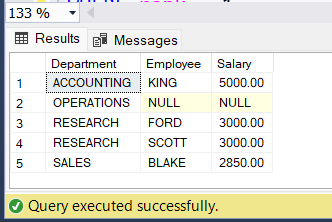 133 %
Results Messages
Department Employee Salary
1 ACCOUNTING KING 5000.00
2 OPERATIONS NULL NULL
3 RESEARCH FORD 3000.00
4 RESEARCH SCOTT 3000.00
5 SALES BLAKE 2850.00
Query executed successfully.